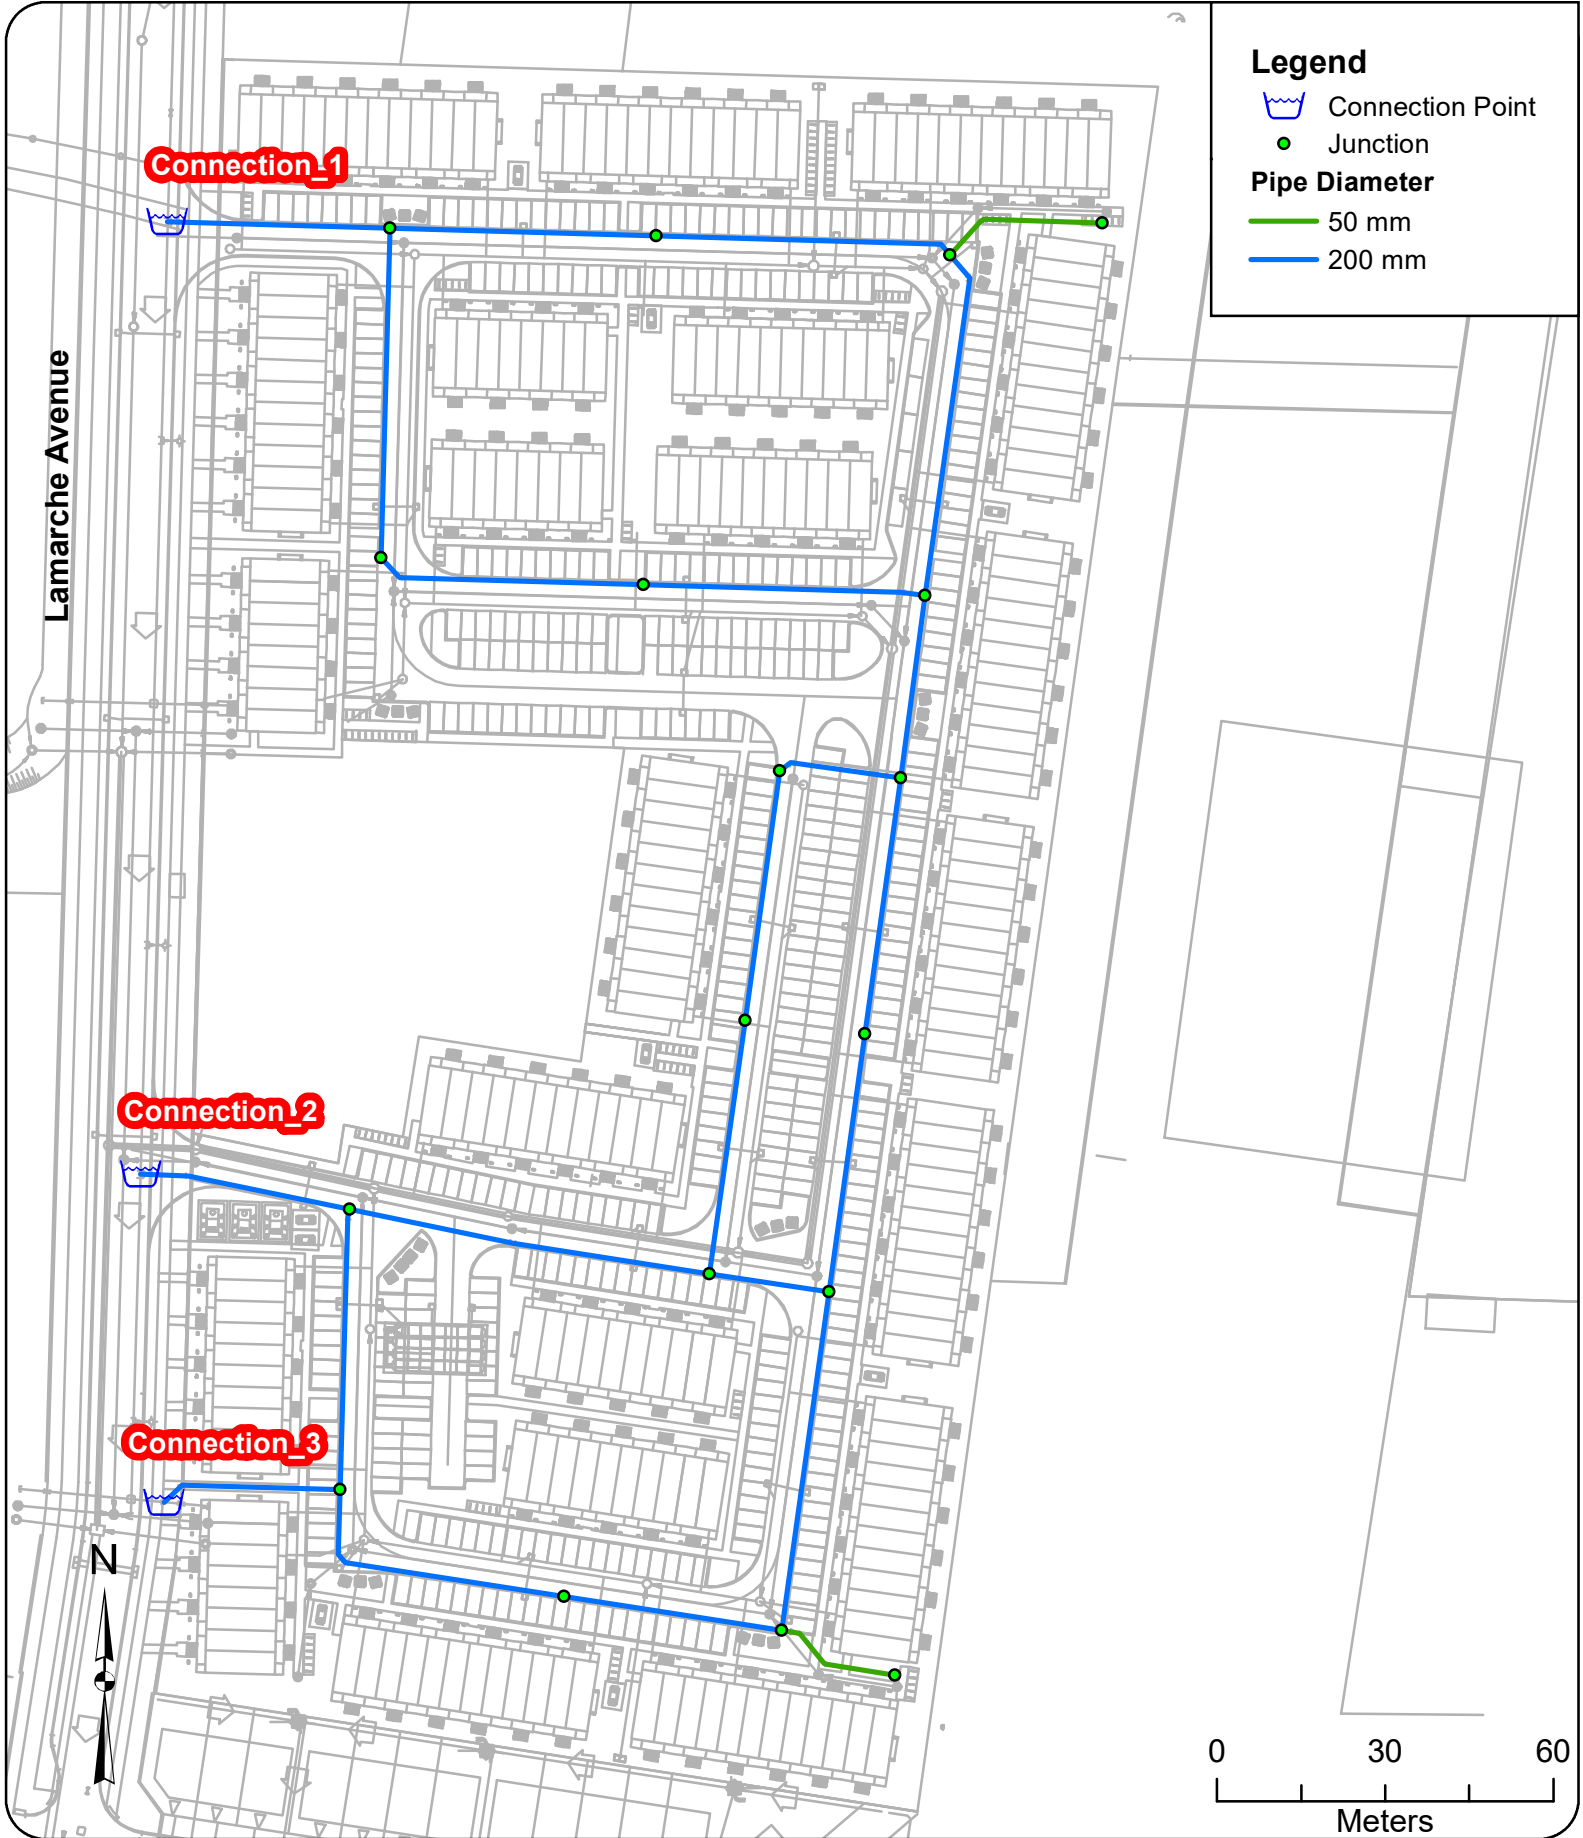 Legend
Connection Point
Junction
Pipe Diameter
50 mm
200 mm
Connection_1
Lamarche Avenue
Connection_2
Connection_3
N
0 30 60
Meters